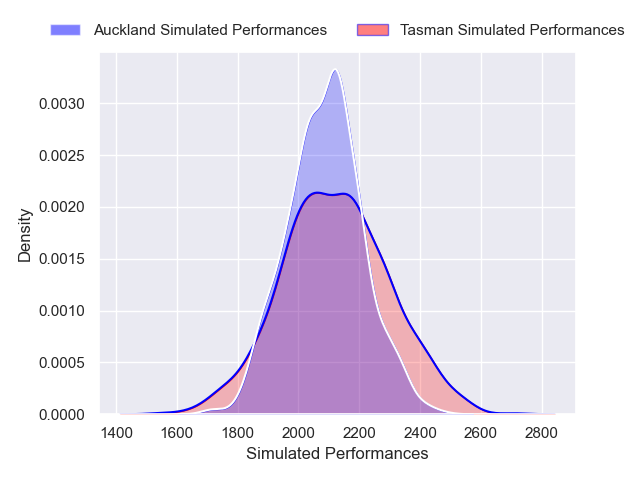 Auckland Simulated Performances Tasman Simulated Performances
0.0030
0.0025
0.0020
0.0015
0.0010
0.0005
0.0000
Density
1400 1600 1800 2000 2200 2400 2600 2800
Simulated Performances